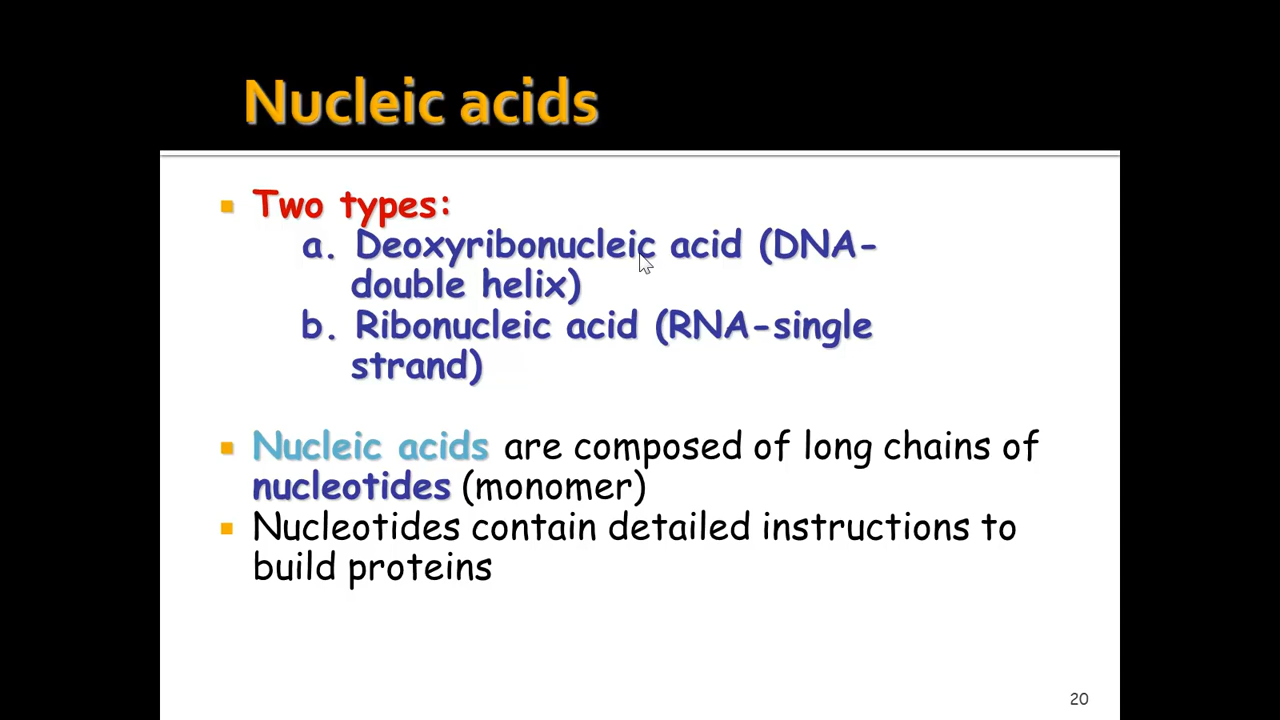 Nucleic acids
Two types:
a. Deoxyribonucleic acid (DNA-
double helix)
b. Ribonucleic acid (RNA-single
strand)
Nucleic acids are composed of long chains of
nucleotides (monomer)
Nucleotides contain detailed instructions to
build proteins
20